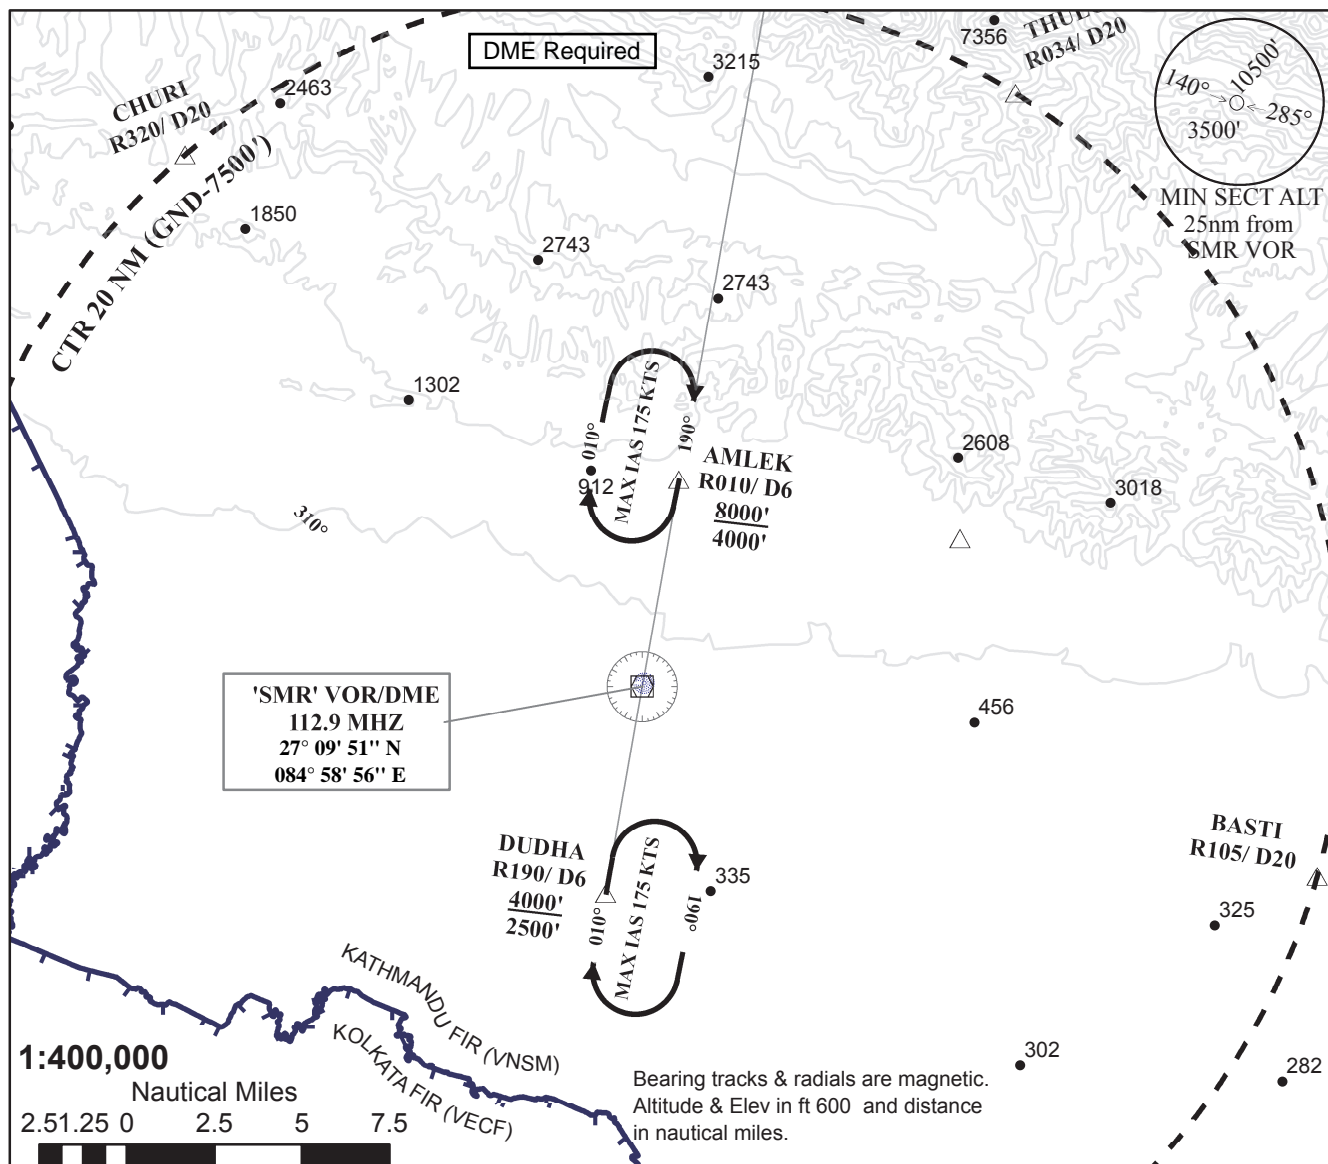 DME Required
3215
7356
R034/ D20
10500'
140°
285°
3500'
MIN SECT ALT
25nm from
SMR VOR
CHURI
R320/ D20
2463
CTR 20 NM (GND-7500')
1850
2743
2743
1302
010°
MAX IAS 175 KTS
190°
912
AMLEK
R010/ D6
8000'
4000'
2608
3018
310°
'SMR' VOR/DME
112.9 MHZ
27° 09' 51'' N
084° 58' 56'' E
456
DUDHA
R190/ D6
4000'
2500'
010°
MAX IAS 175 KTS
190°
335
BASTI
R105/ D20
325
KATHMANDU FIR (VNSM)
KOLKATA FIR (VECF)
302
282
1:400,000
Nautical Miles
2.51.25 0 2.5 5 7.5
Bearing tracks & radials are magnetic.
Altitude & Elev in ft 600 and distance
in nautical miles.